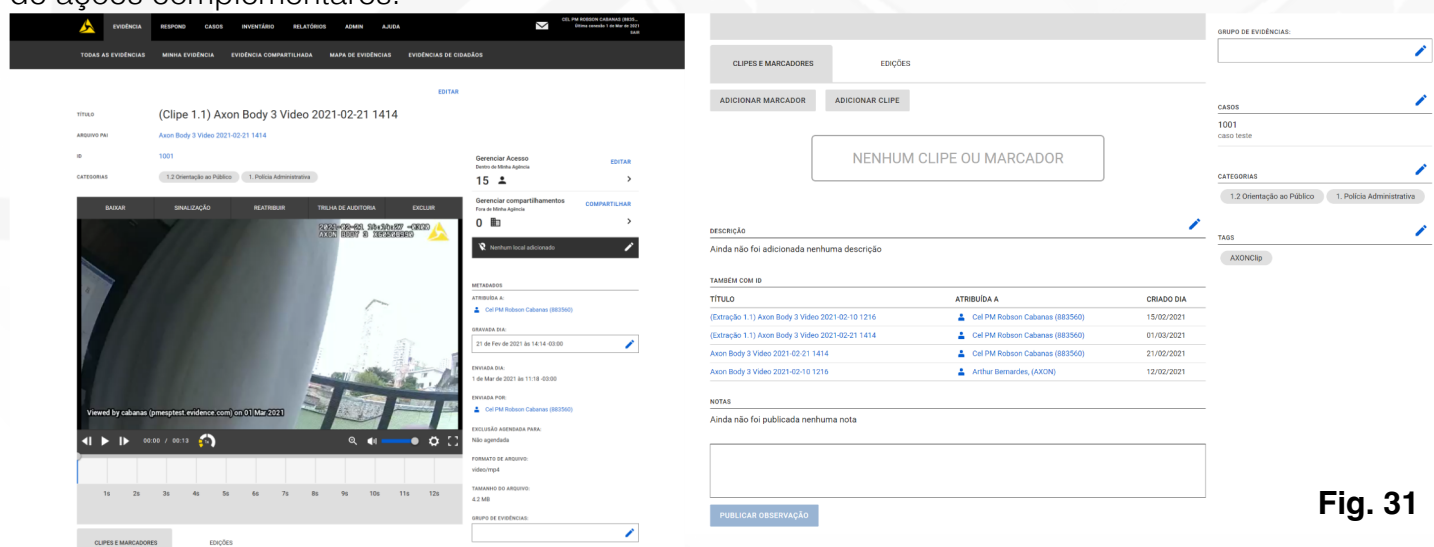 de ações complementares.
EVIDÊNCIA RESPOND CASOS INVENTÁRIO RELATÓRIOS ADMIN AJUDA
CEL PM ROBSON CABANAS (8835...
Última conexão 1 de Mar de 2021
SAIR
TODAS AS EVIDÊNCIAS MINHA EVIDÊNCIA EVIDÊNCIA COMPARTILHADA MAPA DE EVIDÊNCIAS EVIDÊNCIAS DE CIDADÃOS
EDITAR
TÍTULO (Clipe 1.1) Axon Body 3 Video 2021-02-21 1414
ARQUIVO PAI Axon Body 3 Video 2021-02-21 1414
ID 1001
CATEGORIAS 1.2 Orientação ao Público 1. Polícia Administrativa
BAIXAR SINALIZAÇÃO REATRIBUIR TRILHA DE AUDITORIA EXCLUIR
AXON BODY 3
Viewed by cabanas (pmesptest.evidence.com) on 01 Mar 2021
00:00 / 00:13 1x
1s 2s 3s 4s 5s 6s 7s 8s 9s 10s 11s 12s
CLIPES E MARCADORES EDIÇÕES
Gerenciar Acesso EDITAR
Dentro de Minha Agência
15
Gerenciar compartilhamentos COMPARTILHAR
Fora de Minha Agência
0
Nenhum local adicionado
METADADOS
ATRIBUÍDA A:
Cel PM Robson Cabanas (883560)
GRAVADA DIA:
21 de Fev de 2021 às 14:14 -03:00
ENVIADA DIA:
1 de Mar de 2021 às 11:18 -03:00
ENVIADA POR:
Cel PM Robson Cabanas (883560)
EXCLUSÃO AGENDADA PARA:
Não agendada
FORMATO DE ARQUIVO:
video/mp4
TAMANHO DO ARQUIVO:
4.2 MB
GRUPO DE EVIDÊNCIAS:
CLIPES E MARCADORES EDIÇÕES
ADICIONAR MARCADOR ADICIONAR CLIPE
NENHUM CLIPE OU MARCADOR
DESCRIÇÃO
Ainda não foi adicionada nenhuma descrição
TAMBÉM COM ID
TÍTULO ATRIBUÍDA A CRIADO DIA
(Extração 1.1) Axon Body 3 Video 2021-02-10 1216 Cel PM Robson Cabanas (883560) 15/02/2021
(Extração 1.1) Axon Body 3 Video 2021-02-21 1414 Cel PM Robson Cabanas (883560) 01/03/2021
Axon Body 3 Video 2021-02-21 1414 Cel PM Robson Cabanas (883560) 21/02/2021
Axon Body 3 Video 2021-02-10 1216 Arthur Bernardes, (AXON) 12/02/2021
NOTAS
Ainda não foi publicada nenhuma nota
PUBLICAR OBSERVAÇÃO
GRUPO DE EVIDÊNCIAS:
CASOS
1001
caso teste
CATEGORIAS
1.2 Orientação ao Público 1. Polícia Administrativa
TAGS
AXONClip
Fig. 31